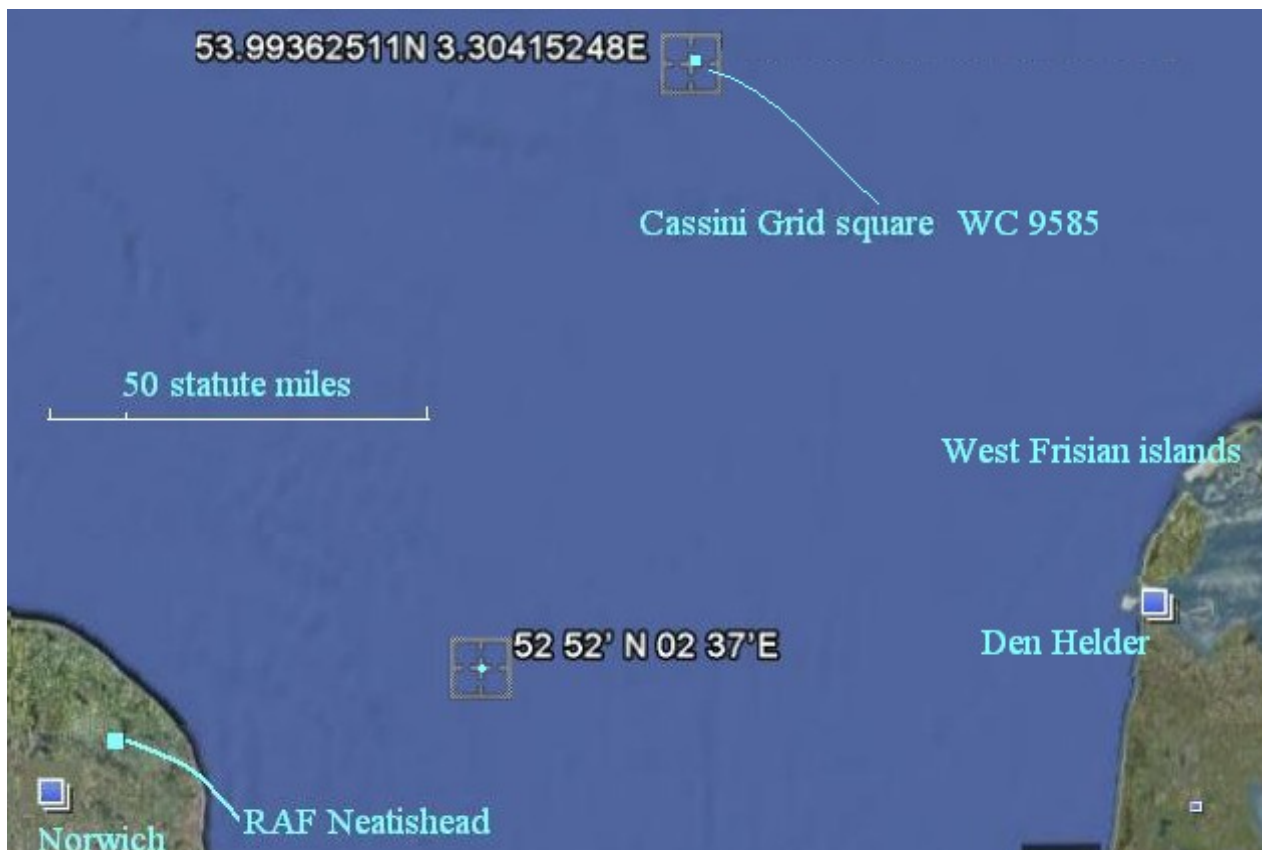 53.99362511N 3.30415248E
Cassini Grid square WC 9585
50 statute miles
West Frisian islands
52 52' N 02 37'E
Den Helder
RAF Neatishead
Norwich